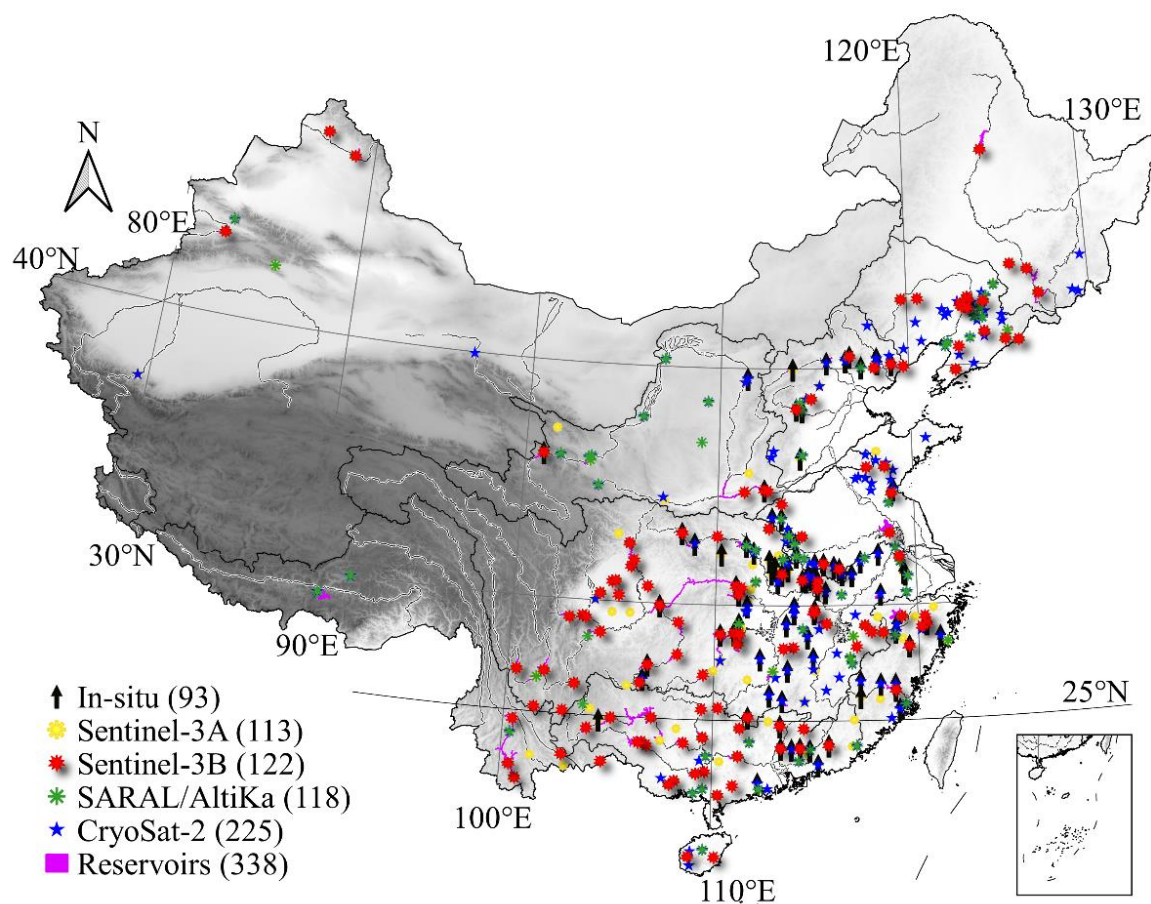 120°E
130°E
N
80°E
40°N
30°N
90°E
25°N
100°E
110°E
In-situ (93)
Sentinel-3A (113)
Sentinel-3B (122)
SARAL/AltiKa (118)
CryoSat-2 (225)
Reservoirs (338)